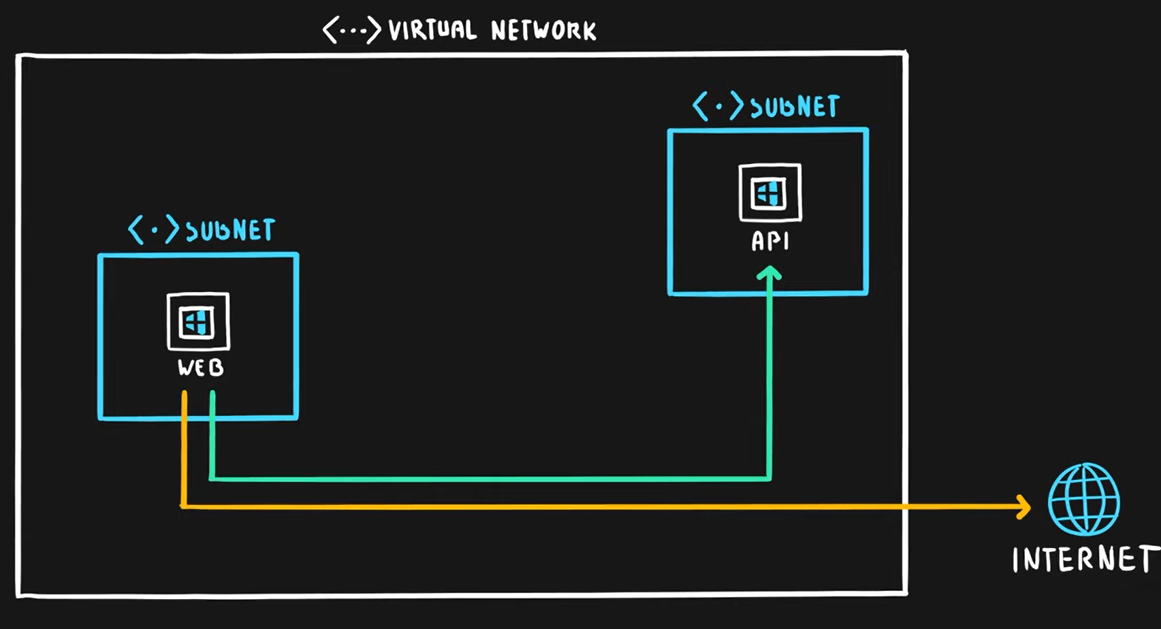 <···> VIRTUAL NETWORK
<·> SUBNET
API
<·> SUBNET
WEB
INTERNET